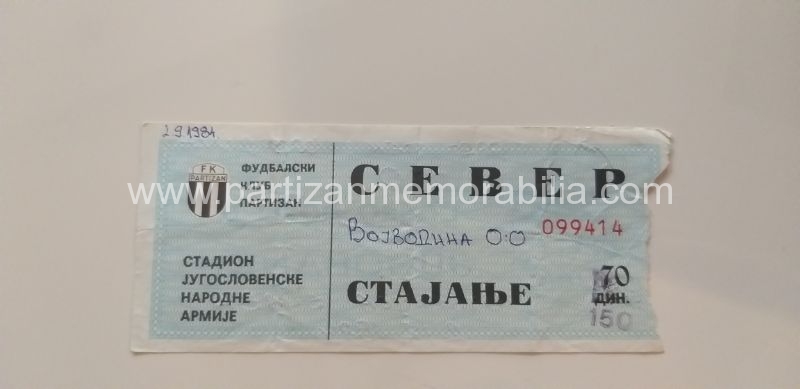 2.9.1984.
FK
PARTIZAN
ФУДБАЛСКИ
КЛУБ
ПАРТИЗАН
СЕВЕР
www.partizanmemorabilia.com
ВОЈВОДИНА 0:0
099414
СТАДИОН
ЈУГОСЛОВЕНСКЕ
НАРОДНЕ
АРМИЈЕ
СТАЈАЊЕ
70
ДИН.
150